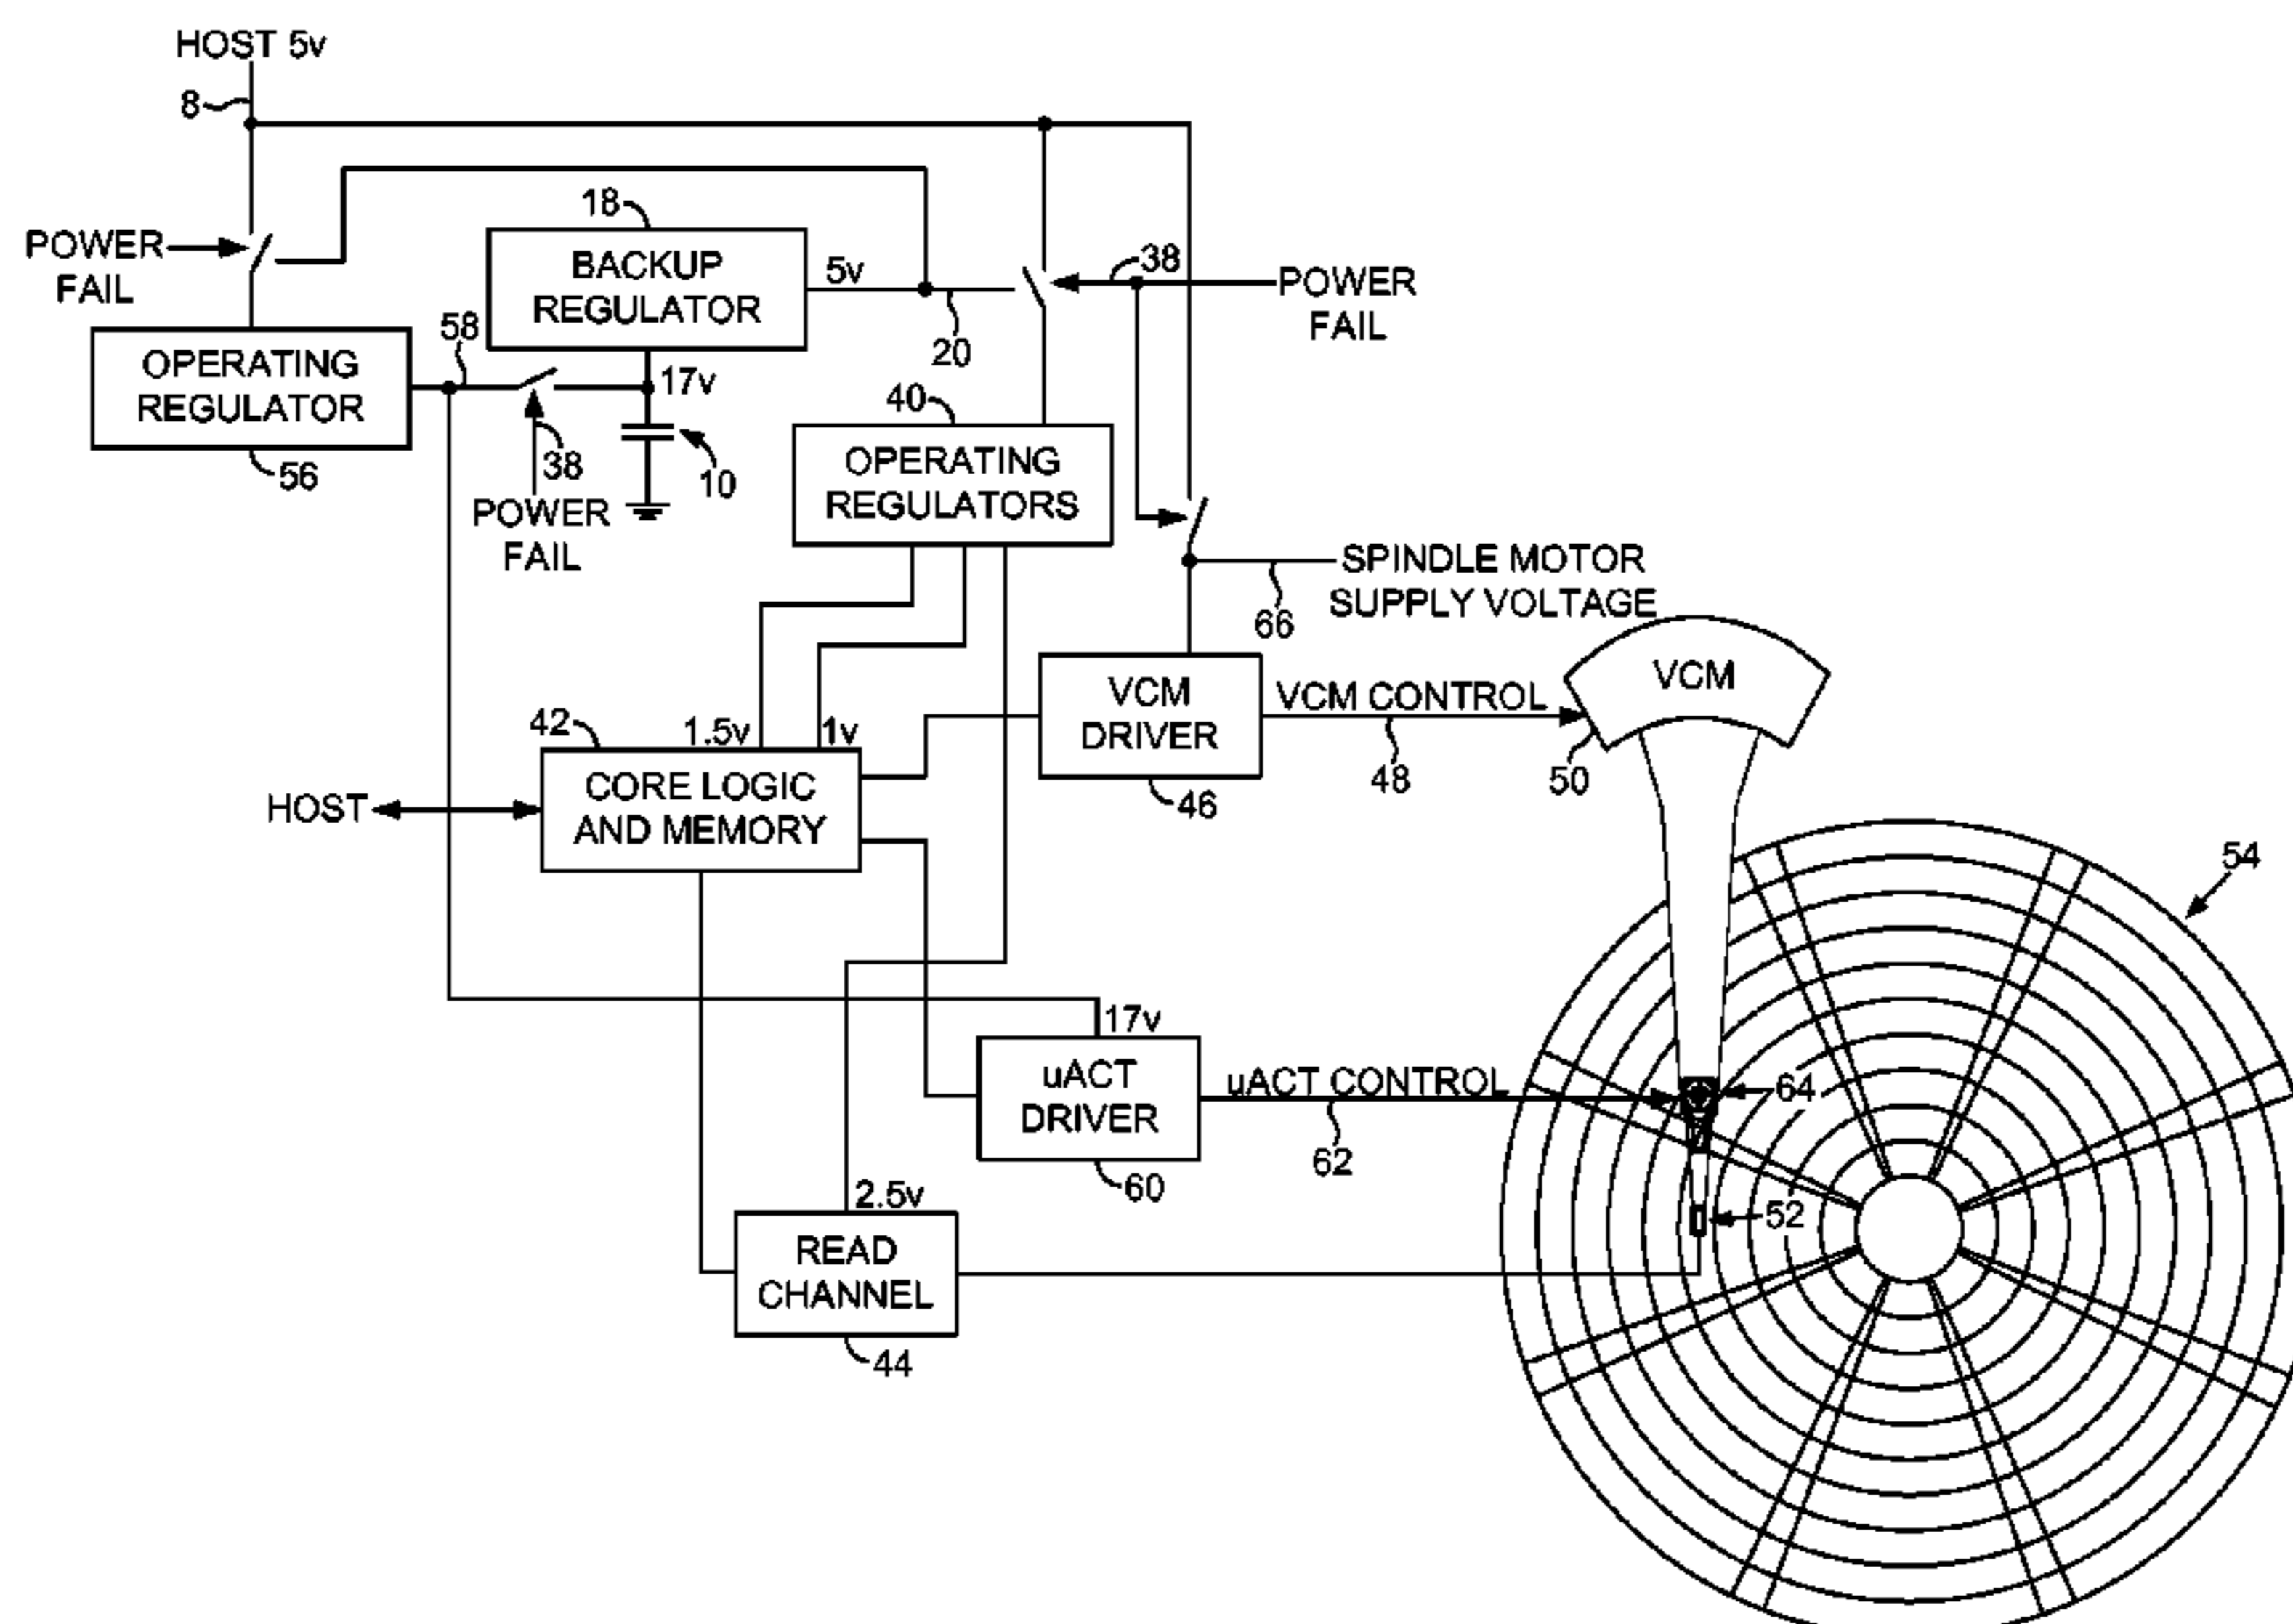 HOST 5v
8
18
POWER
FAIL
BACKUP
REGULATOR
5v
20
38
POWER
FAIL
OPERATING
REGULATOR
56
58
17v
38
POWER
FAIL
10
40
OPERATING
REGULATORS
SPINDLE MOTOR
SUPPLY VOLTAGE
66
VCM
DRIVER
46
VCM CONTROL
48
VCM
50
42
1.5v
1v
HOST
CORE LOGIC
AND MEMORY
54
17v
uACT
DRIVER
60
uACT CONTROL
62
64
52
2.5v
READ
CHANNEL
44